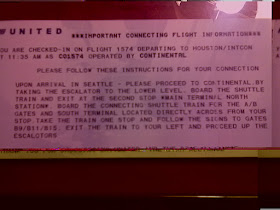 UNITED ***IMPORTANT CONNECTING FLIGHT INFORMATION***
YOU ARE CHECKED-IN ON FLIGHT 1574 DEPARTING TO HOUSTON/INTCON
AT 11:39 AM AS CO1574 OPERATED BY CONTINENTAL
PLEASE FOLLOW THESE INSTRUCTIONS FOR YOUR CONNECTION
UPON ARRIVAL IN SEATTLE - PLEASE PROCEED TO CONTINENTAL BY
TAKING THE ESCALATOR TO THE LOWER LEVEL. BOARD THE SHUTTLE
TRAIN AND EXIT AT THE SECOND STOP *MAIN TERMINAL NORTH
STATION*. BOARD THE CONNECTING SHUTTLE TRAIN FOR THE A/B
GATES AND SOUTH TERMINAL LOCATED DIRECTLY ACROSS FROM YOUR
STOP. TAKE THE TRAIN ONE STOP AND FOLLOW THE SIGNS TO GATES
B9/B11/B15. EXIT THE TRAIN TO YOUR LEFT AND PROCEED UP THE
ESCALATORS